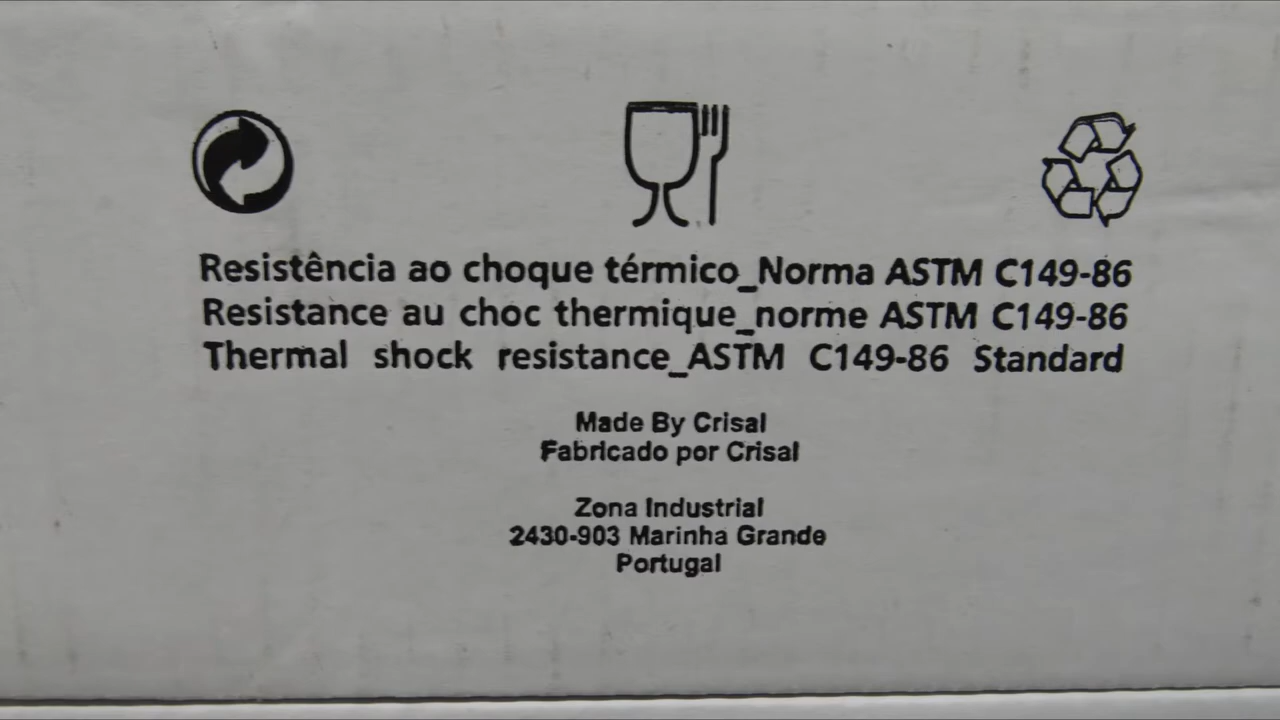 Resistência ao choque térmico_Norma ASTM C149-86
Resistance au choc thermique_norme ASTM C149-86
Thermal shock resistance_ASTM C149-86 Standard
Made By Crisal
Fabricado por Crisal
Zona Industrial
2430-903 Marinha Grande
Portugal